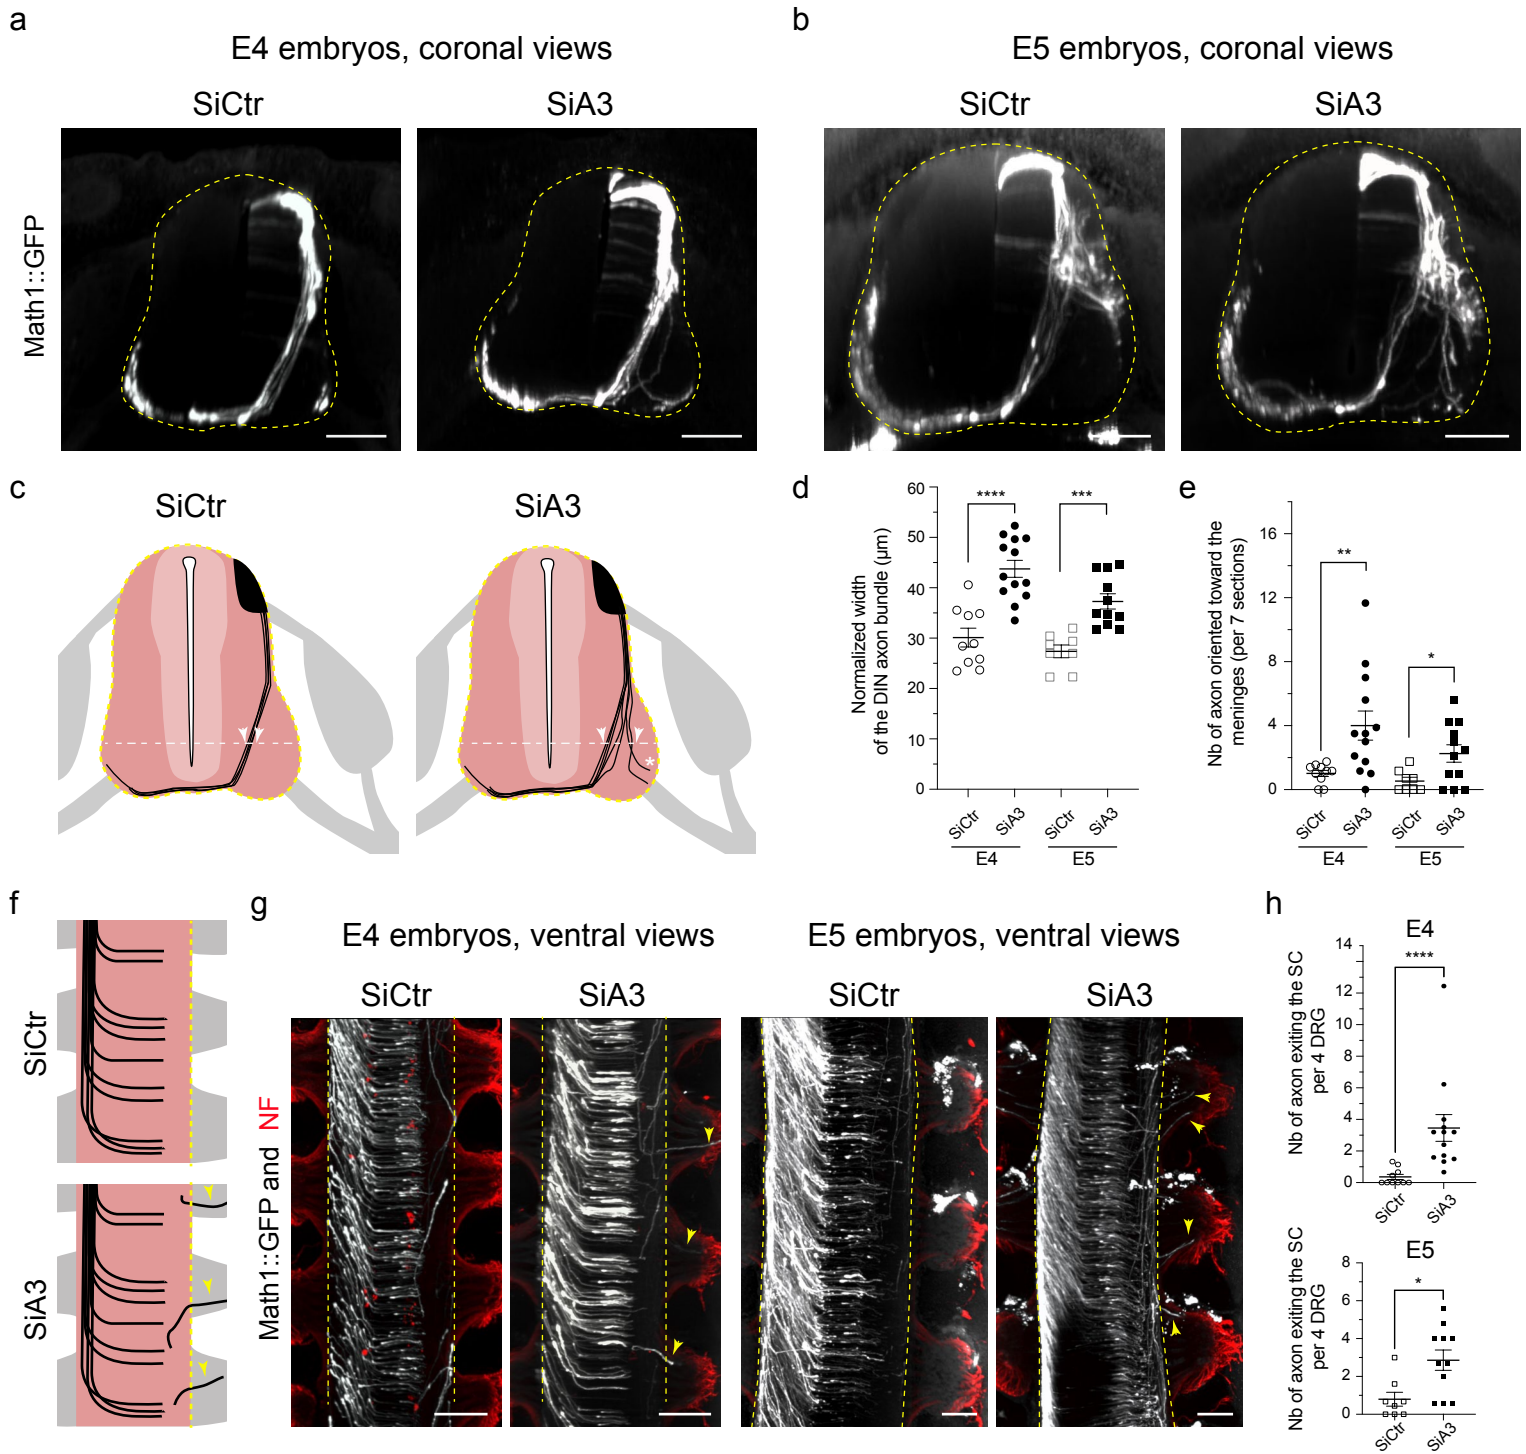 a
E4 embryos, coronal views
SiCtr
SiA3
Math1::GFP
b
E5 embryos, coronal views
SiCtr
SiA3
c
SiCtr
SiA3
*
d
Normalized width
of the DIN axon bundle (µm)
60
50
40
30
20
0
****
***
SiCtr
SiA3
SiCtr
SiA3
E4
E5
e
Nb of axon oriented toward the
meninges (per 7 sections)
16
12
8
4
0
**
*
SiCtr
SiA3
SiCtr
SiA3
E4
E5
f
SiCtr
SiA3
g
E4 embryos, ventral views
E5 embryos, ventral views
SiCtr
SiA3
SiCtr
SiA3
Math1::GFP and NF
h
E4
Nb of axon exiting the SC
per 4 DRG
14
12
10
8
6
4
2
0
****
SiCtr
SiA3
E5
Nb of axon exiting the SC
per 4 DRG
8
6
4
2
0
*
SiCtr
SiA3